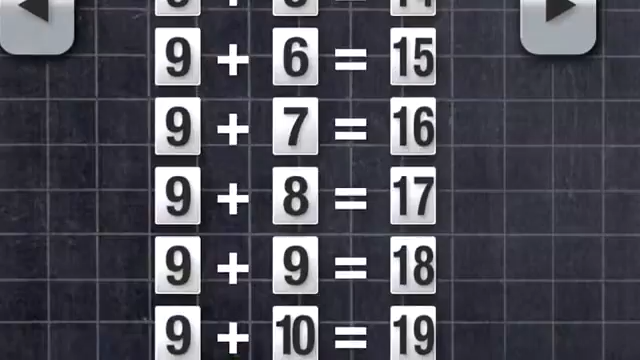 9 + 6 = 15
9 + 7 = 16
9 + 8 = 17
9 + 9 = 18
9 + 10 = 19